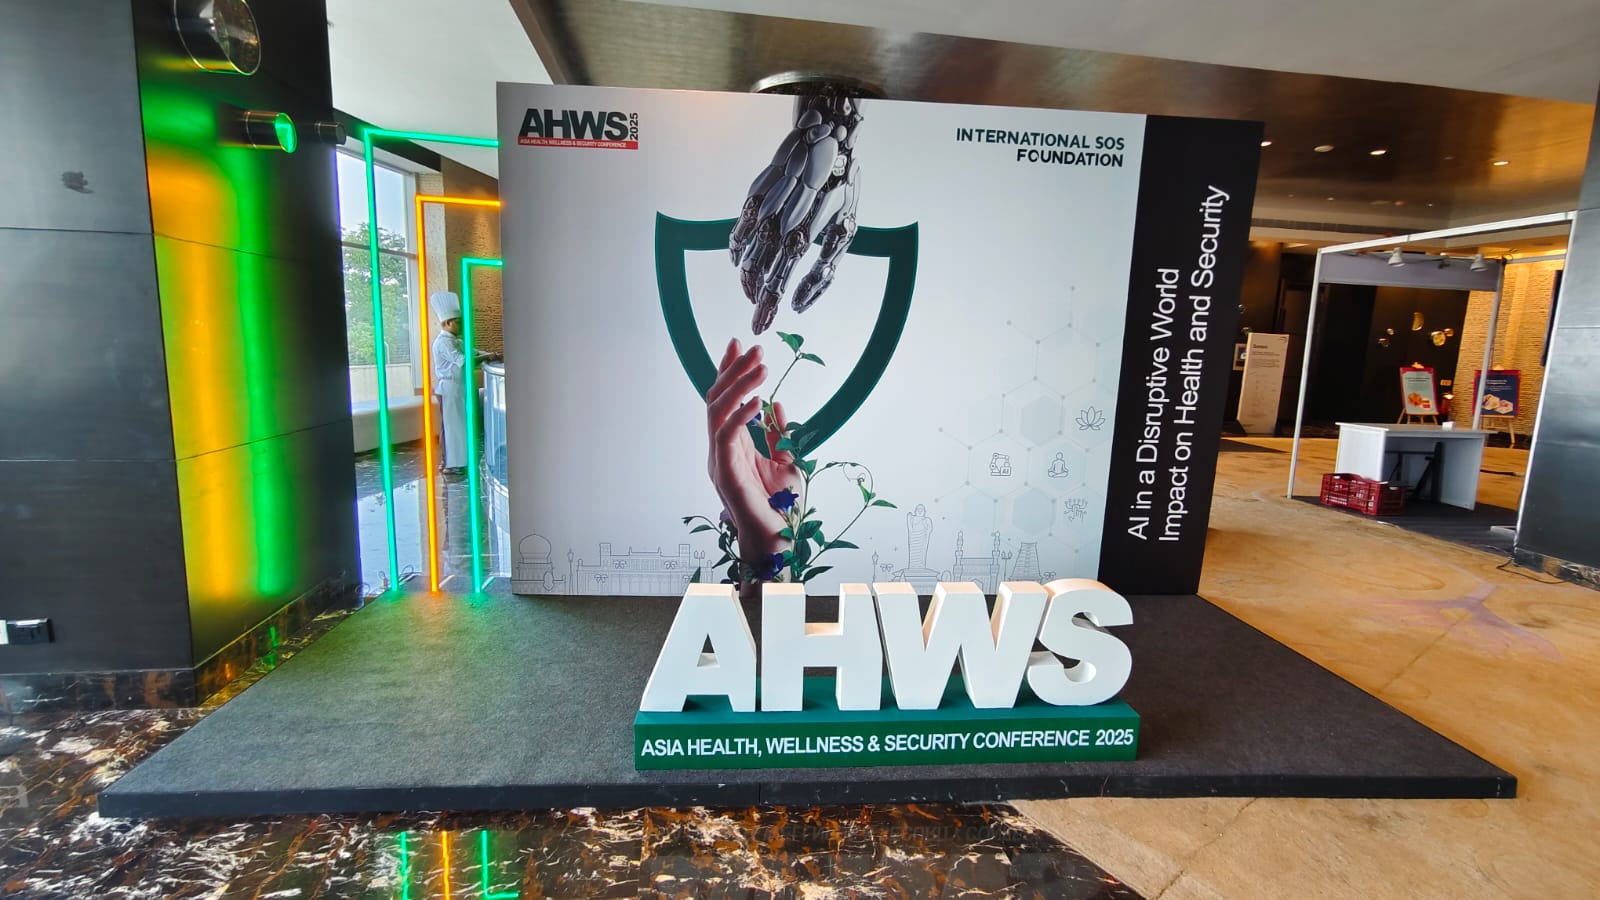 AHWS 2025
ASIA HEALTH, WELLNESS & SECURITY CONFERENCE
INTERNATIONAL SOS
FOUNDATION
AI in a Disruptive World
Impact on Health and Security
AI
AHWS
ASIA HEALTH, WELLNESS & SECURITY CONFERENCE 2025